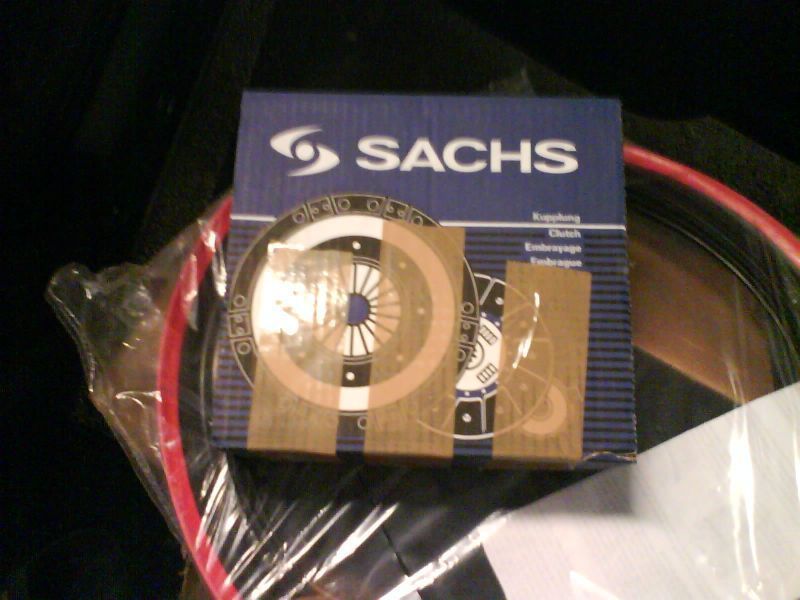 SACHS
Kupplung
Clutch
Embrayage
Embrague